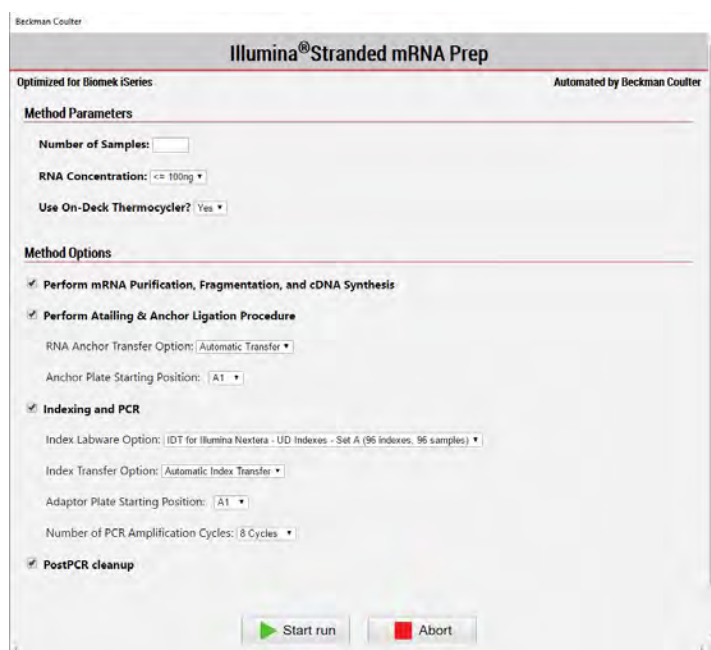 Beckman Coulter
Illumina®Stranded mRNA Prep
Optimized for Biomek iSeries Automated by Beckman Coulter
Method Parameters
Number of Samples:
RNA Concentration: <= 100ng
Use On-Deck Thermocycler? Yes
Method Options
Perform mRNA Purification, Fragmentation, and cDNA Synthesis
Perform Atailing & Anchor Ligation Procedure
RNA Anchor Transfer Option: Automatic Transfer
Anchor Plate Starting Position: A1
Indexing and PCR
Index Labware Option: IDT for Illumina Nextera - UD Indexes - Set A (96 indexes, 96 samples)
Index Transfer Option: Automatic Index Transfer
Adaptor Plate Starting Position: A1
Number of PCR Amplification Cycles: 8 Cycles
PostPCR cleanup
Start run Abort